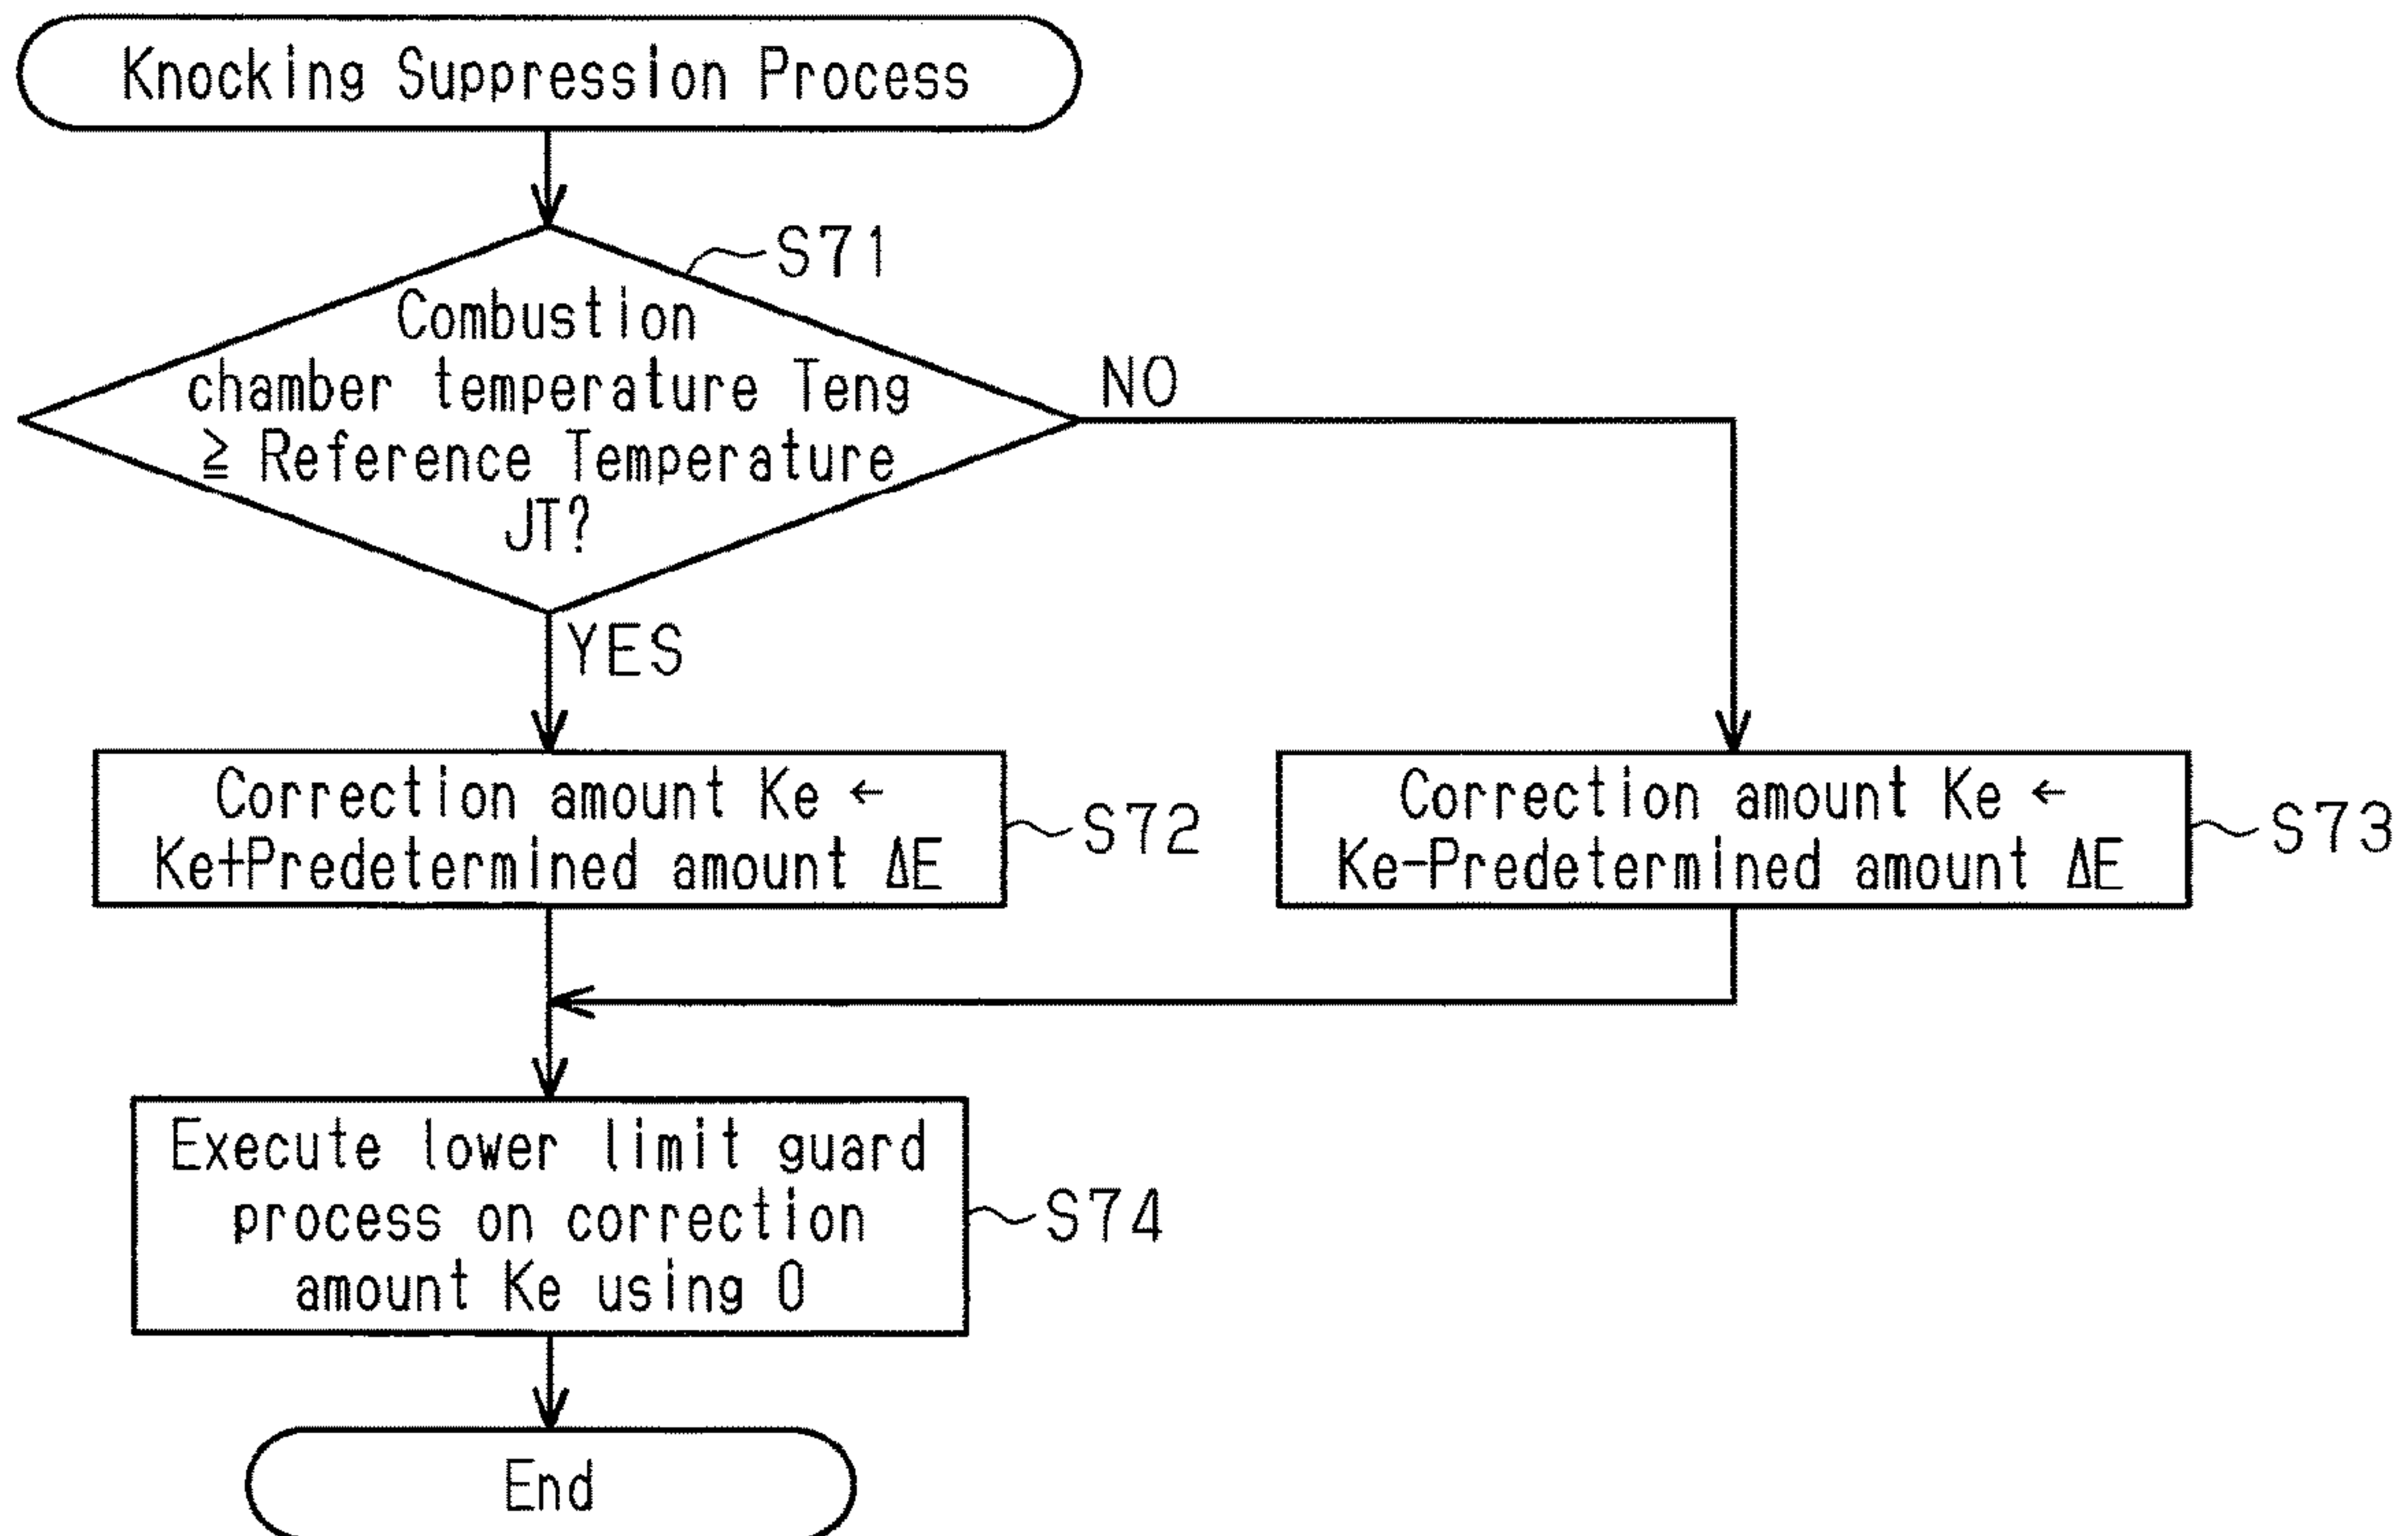 Knocking Suppression Process
S71
Combustion
chamber temperature Teng
≧ Reference Temperature
JT?
NO
YES
Correction amount Ke ←
Ke+Predetermined amount ΔE
S72
Correction amount Ke ←
Ke-Predetermined amount ΔE
S73
Execute lower limit guard
process on correction
amount Ke using 0
S74
End